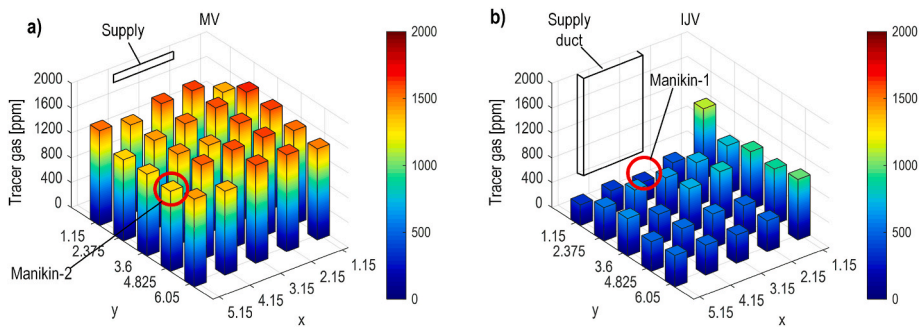 a)
MV
Supply
Tracer gas [ppm]
2000
1600
1200
800
400
0
1.15
2.375
3.6
4.825
6.05
y
5.15
4.15
3.15
2.15
1.15
x
Manikin-2
2000
1500
1000
500
0
b)
IJV
Supply
duct
Manikin-1
Tracer gas [ppm]
2000
1600
1200
800
400
0
1.15
2.375
3.6
4.825
6.05
y
5.15
4.15
3.15
2.15
1.15
x
2000
1500
1000
500
0